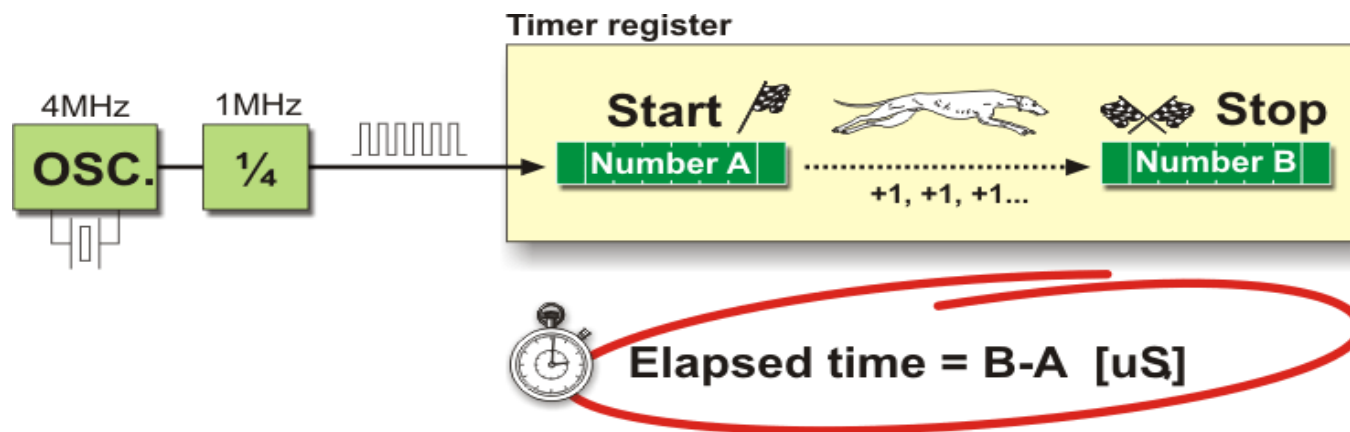 Timer register
4MHz
1MHz
OSC.
¼
Start
Stop
Number A
Number B
+1, +1, +1...
Elapsed time = B-A [uS]